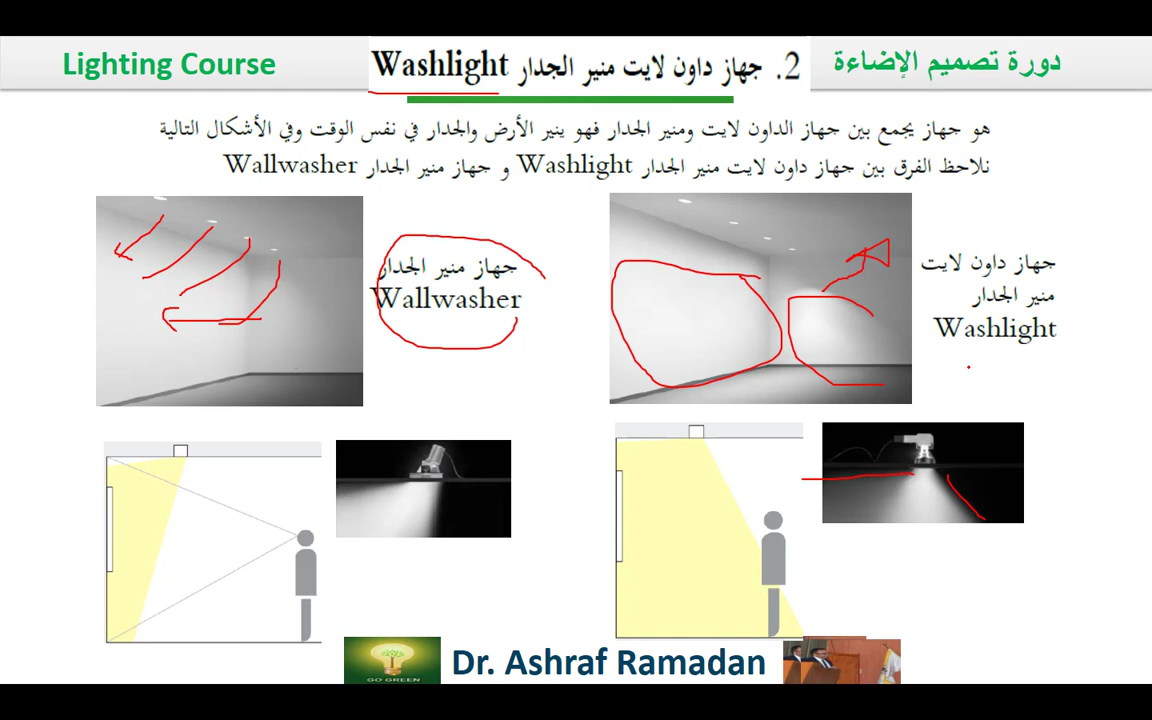 Lighting Course
2. جهاز داون لايت منير الجدار Washlight
دورة تصميم الإضاءة
هو جهاز يجمع بين جهاز الداون لايت ومنير الجدار فهو ينير الأرض والجدار في نفس الوقت وفي الأشكال التالية
نلاحظ الفرق بين جهاز داون لايت منير الجدار Washlight و جهاز منير الجدار Wallwasher
جهاز داون لايت
منير الجدار
Washlight
جهاز منير الجدار
Wallwasher
GO GREEN
Dr. Ashraf Ramadan